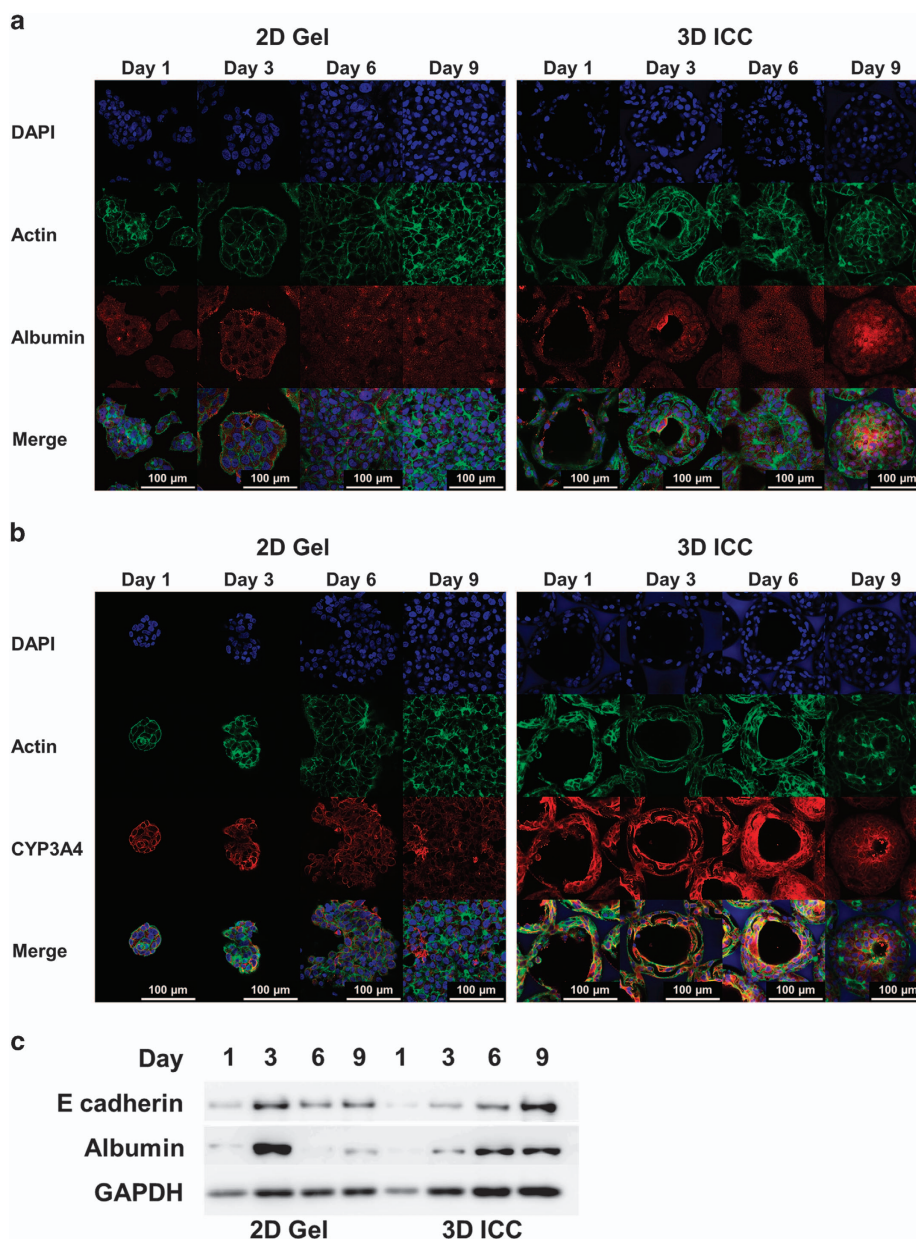 a
2D Gel 3D ICC
Day 1 Day 3 Day 6 Day 9 Day 1 Day 3 Day 6 Day 9
DAPI
Actin
Albumin
Merge
100 µm 100 µm 100 µm 100 µm 100 µm 100 µm 100 µm 100 µm
b
2D Gel 3D ICC
Day 1 Day 3 Day 6 Day 9 Day 1 Day 3 Day 6 Day 9
DAPI
Actin
CYP3A4
Merge
100 µm 100 µm 100 µm 100 µm 100 µm 100 µm 100 µm 100 µm
c
Day 1 3 6 9 1 3 6 9
E cadherin
Albumin
GAPDH
2D Gel 3D ICC